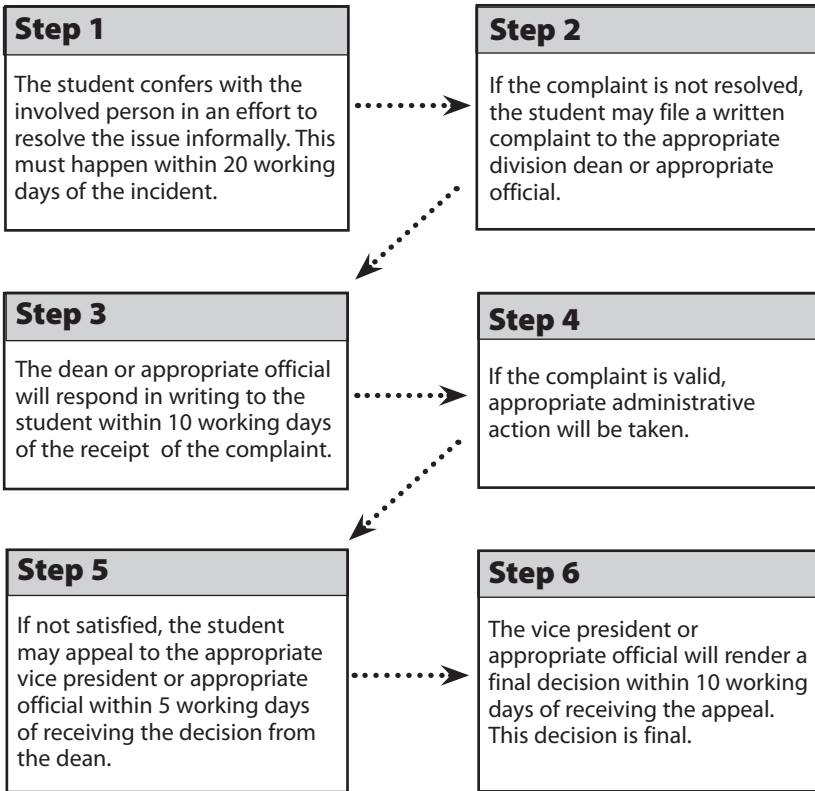 Step 1
The student confers with the
involved person in an effort to
resolve the issue informally. This
must happen within 20 working
days of the incident.
Step 2
If the complaint is not resolved,
the student may file a written
complaint to the appropriate
division dean or appropriate
official.
Step 3
The dean or appropriate official
will respond in writing to the
student within 10 working days
of the receipt of the complaint.
Step 4
If the complaint is valid,
appropriate administrative
action will be taken.
Step 5
If not satisfied, the student
may appeal to the appropriate
vice president or appropriate
official within 5 working days
of receiving the decision from
the dean.
Step 6
The vice president or
appropriate official will render a
final decision within 10 working
days of receiving the appeal.
This decision is final.